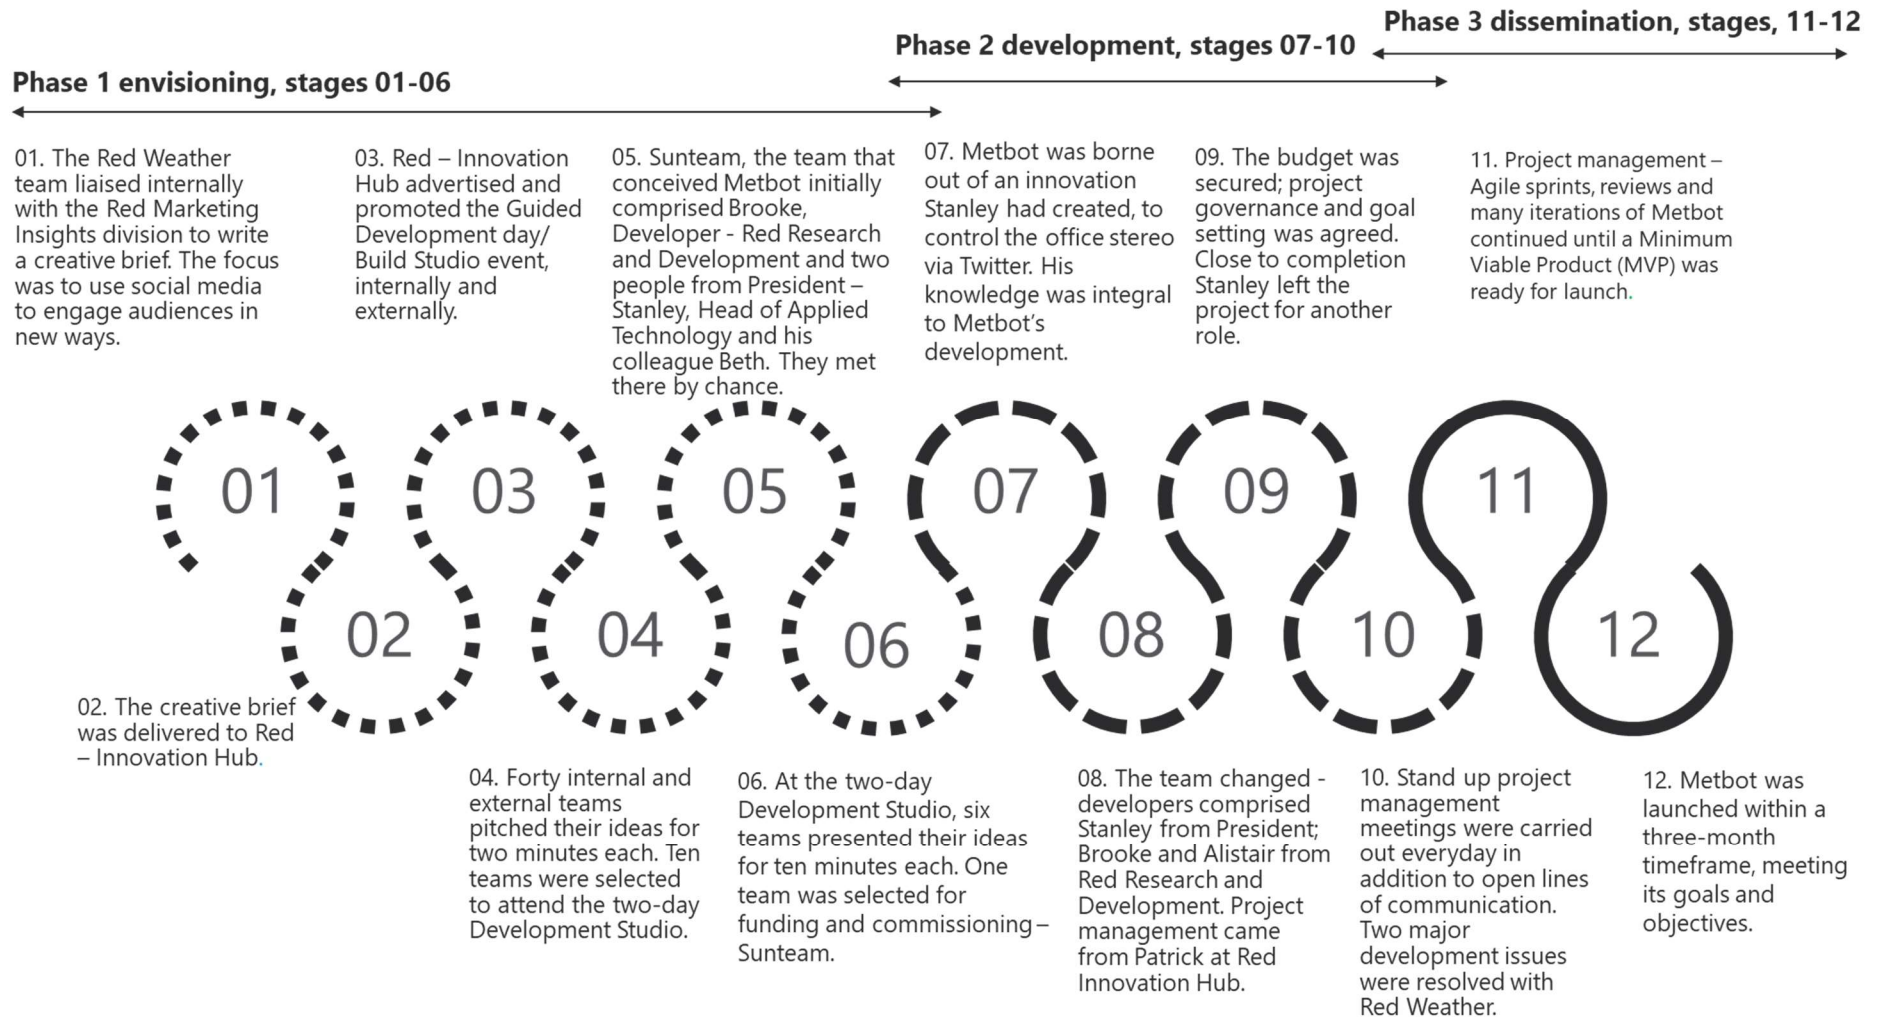 Phase 3 dissemination, stages, 11-12
Phase 2 development, stages 07-10
Phase 1 envisioning, stages 01-06
01. The Red Weather
team liaised internally
with the Red Marketing
Insights division to write
a creative brief. The focus
was to use social media
to engage audiences in
new ways.
03. Red – Innovation
Hub advertised and
promoted the Guided
Development day/
Build Studio event,
internally and
externally.
05. Sunteam, the team that
conceived Metbot initially
comprised Brooke,
Developer - Red Research
and Development and two
people from President –
Stanley, Head of Applied
Technology and his
colleague Beth. They met
there by chance.
07. Metbot was borne
out of an innovation
Stanley had created, to
control the office stereo
via Twitter. His
knowledge was integral
to Metbot’s
development.
09. The budget was
secured; project
governance and goal
setting was agreed.
Close to completion
Stanley left the
project for another
role.
11. Project management –
Agile sprints, reviews and
many iterations of Metbot
continued until a Minimum
Viable Product (MVP) was
ready for launch.
01
03
05
07
09
11
02
04
06
08
10
12
02. The creative brief
was delivered to Red
– Innovation Hub.
04. Forty internal and
external teams
pitched their ideas for
two minutes each. Ten
teams were selected
to attend the two-day
Development Studio.
06. At the two-day
Development Studio, six
teams presented their ideas
for ten minutes each. One
team was selected for
funding and commissioning –
Sunteam.
08. The team changed -
developers comprised
Stanley from President;
Brooke and Alistair from
Red Research and
Development. Project
management came
from Patrick at Red
Innovation Hub.
10. Stand up project
management
meetings were carried
out everyday in
addition to open lines
of communication.
Two major
development issues
were resolved with
Red Weather.
12. Metbot was
launched within a
three-month
timeframe, meeting
its goals and
objectives.